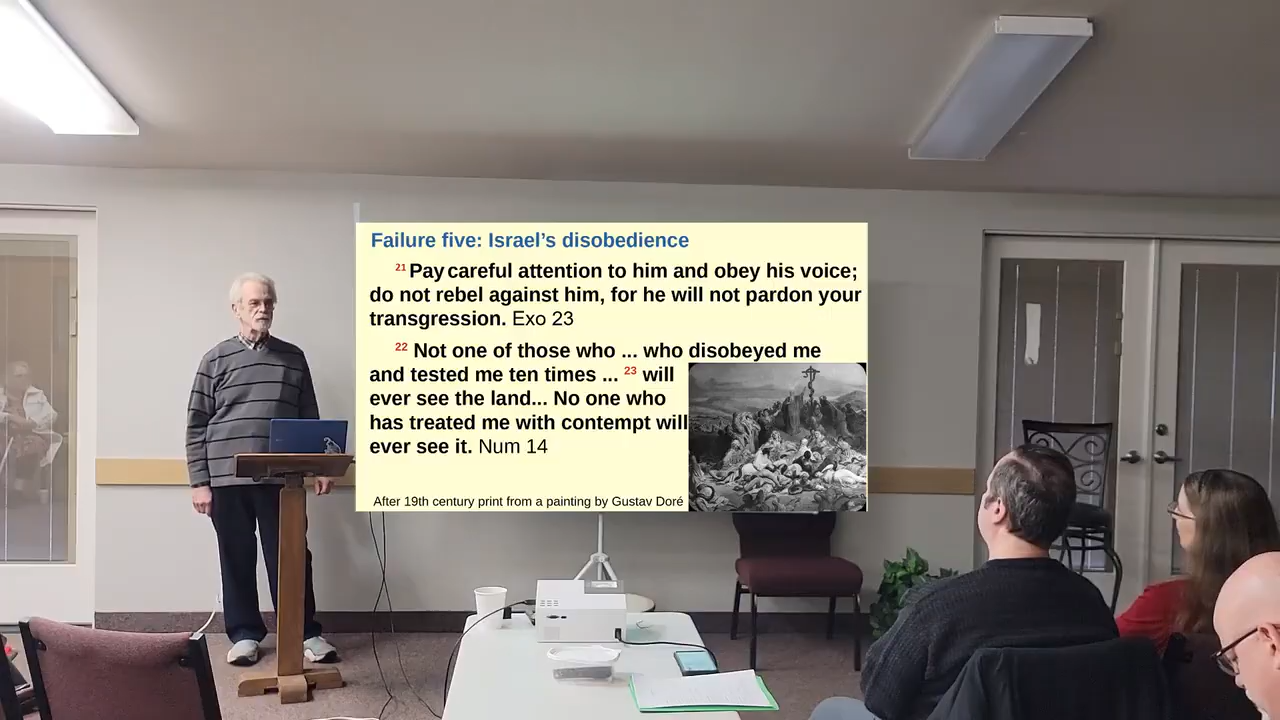 Failure five: Israel's disobedience
21 Pay careful attention to him and obey his voice;
do not rebel against him, for he will not pardon your
transgression. Exo 23
22 Not one of those who ... who disobeyed me
and tested me ten times ... 23 will
ever see the land... No one who
has treated me with contempt will
ever see it. Num 14
After 19th century print from a painting by Gustav Doré